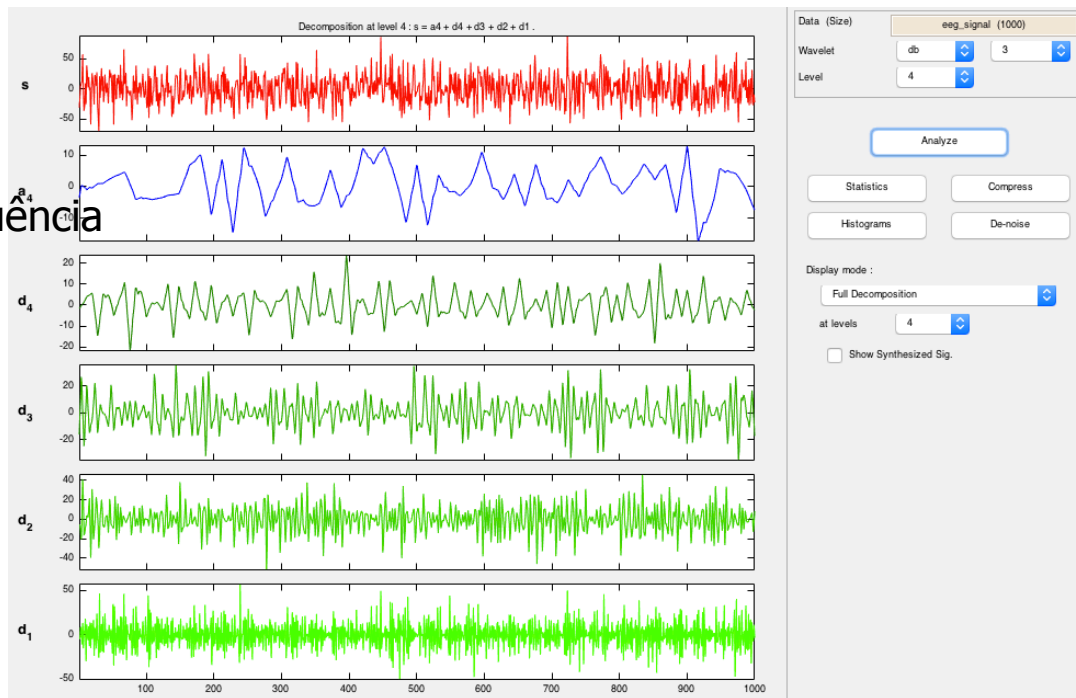 Decomposition at level 4 : s = a4 + d4 + d3 + d2 + d1 .
s
50
0
-50
a4
10
0
-10
uência
d4
20
10
0
-10
-20
d3
20
0
-20
d2
40
20
0
-20
-40
d1
50
0
-50
100 200 300 400 500 600 700 800 900 1000
Data (Size) eeg_signal (1000)
Wavelet db 3
Level 4
Analyze
Statistics Compress
Histograms De-noise
Display mode :
Full Decomposition
at levels 4
Show Synthesized Sig.